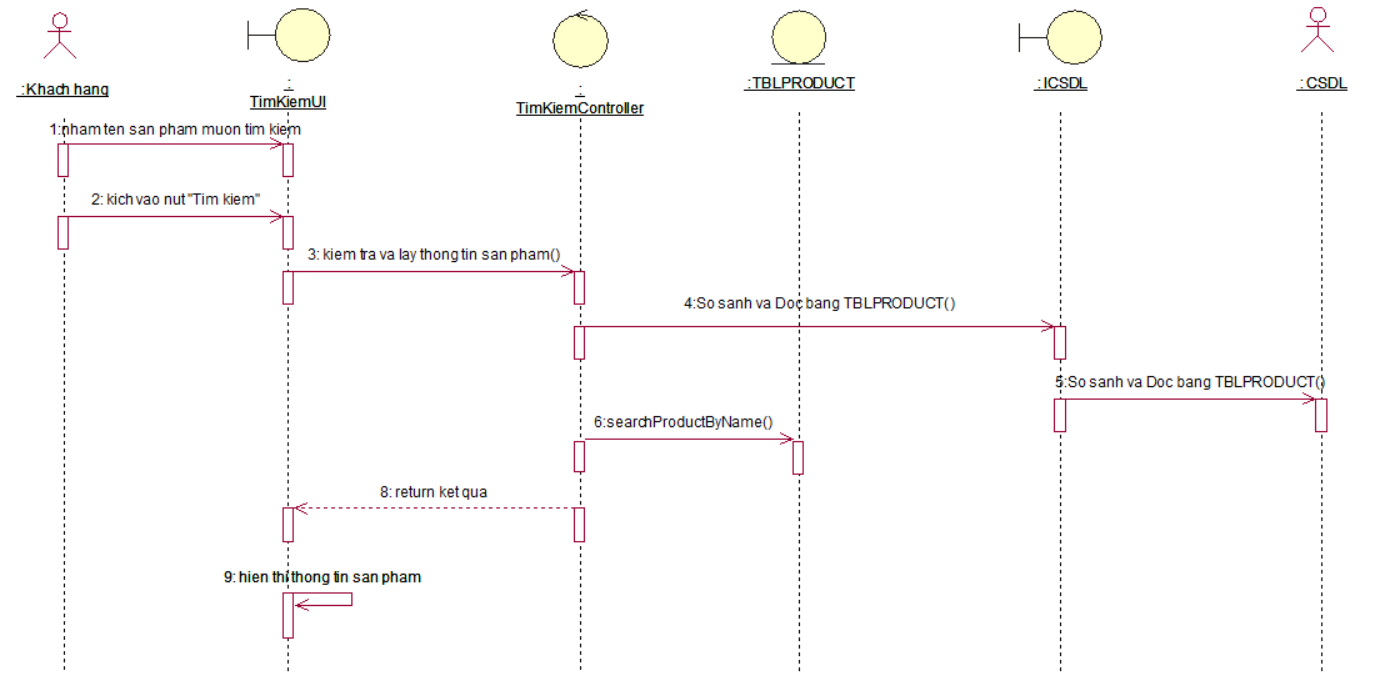 :Khach hang
:
TimKiemUI
:
TimKiemController
:TBLPRODUCT
:ICSDL
:CSDL
1:nham ten san pham muon tim kiem
2: kich vao nut "Tim kiem"
3: kiem tra va lay thong tin san pham()
4:So sanh va Doc bang TBLPRODUCT()
5:So sanh va Doc bang TBLPRODUCT()
6:searchProductByName()
8: return ket qua
9: hien thi thong tin san pham